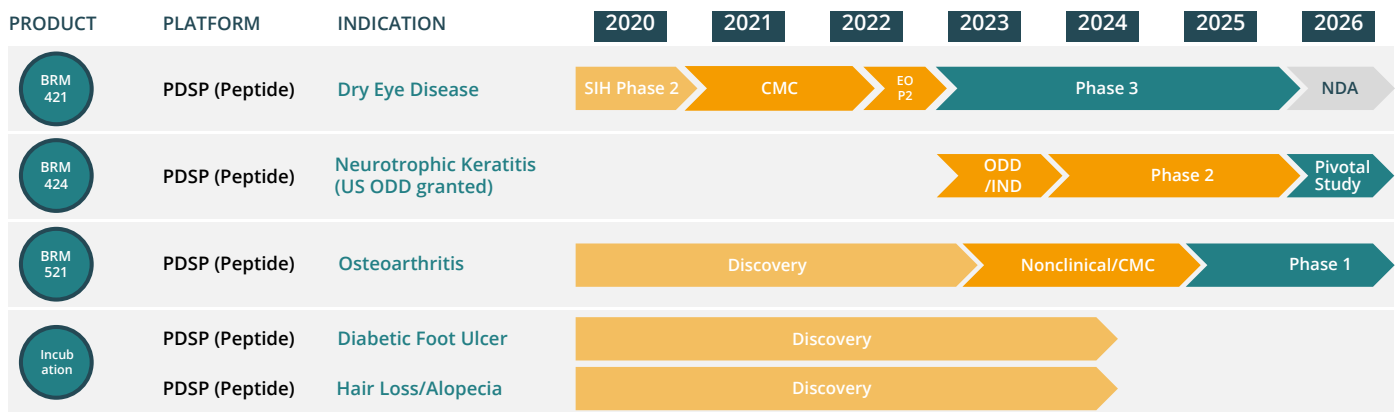 PRODUCT PLATFORM INDICATION 2020 2021 2022 2023 2024 2025 2026
BRM
421
PDSP (Peptide) Dry Eye Disease SIH Phase 2 CMC
EO
P2
Phase 3 NDA
BRM
424
PDSP (Peptide)
Neurotrophic Keratitis
(US ODD granted)
ODD
/IND
Phase 2
Pivotal
Study
BRM
521
PDSP (Peptide) Osteoarthritis Discovery Nonclinical/CMC Phase 1
Incub
ation
PDSP (Peptide) Diabetic Foot Ulcer Discovery
PDSP (Peptide) Hair Loss/Alopecia Discovery